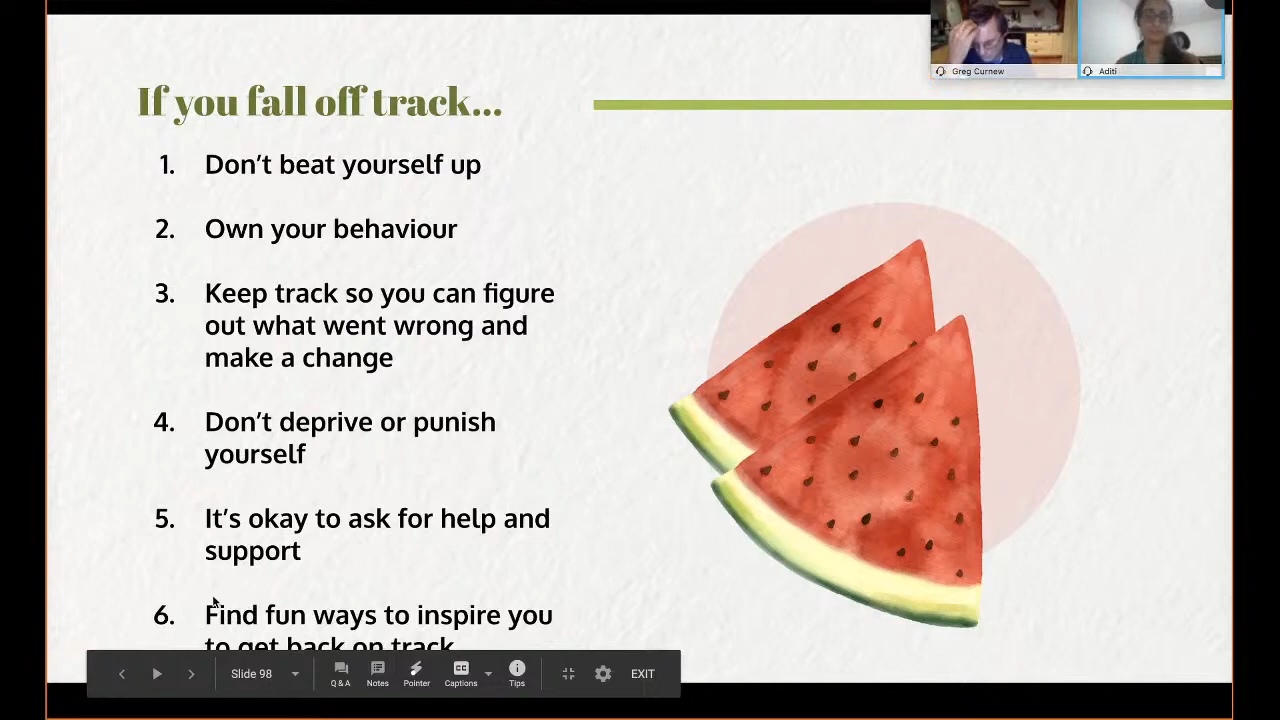 Greg Curnew
Aditi
If you fall off track...
1. Don't beat yourself up
2. Own your behaviour
3. Keep track so you can figure
out what went wrong and
make a change
4. Don't deprive or punish
yourself
5. It's okay to ask for help and
support
6. Find fun ways to inspire you
to get back on track
Slide 98
Q & A
Notes
Pointer
Captions
Tips
EXIT